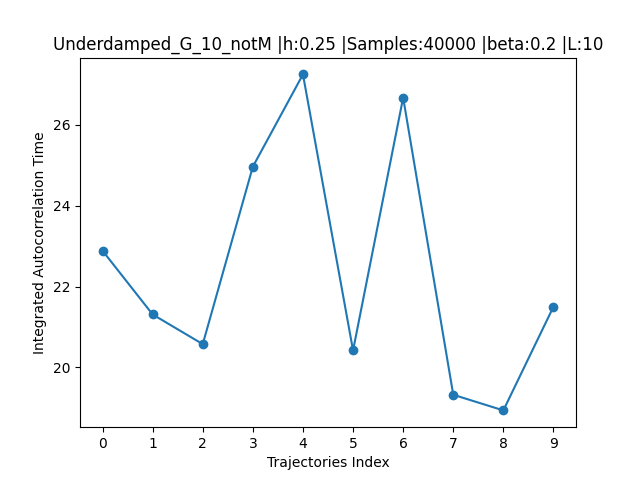 Underdamped_G_10_notM |h:0.25 |Samples:40000 |beta:0.2 |L:10
Integrated Autocorrelation Time
26
24
22
20
0 1 2 3 4 5 6 7 8 9
Trajectories Index